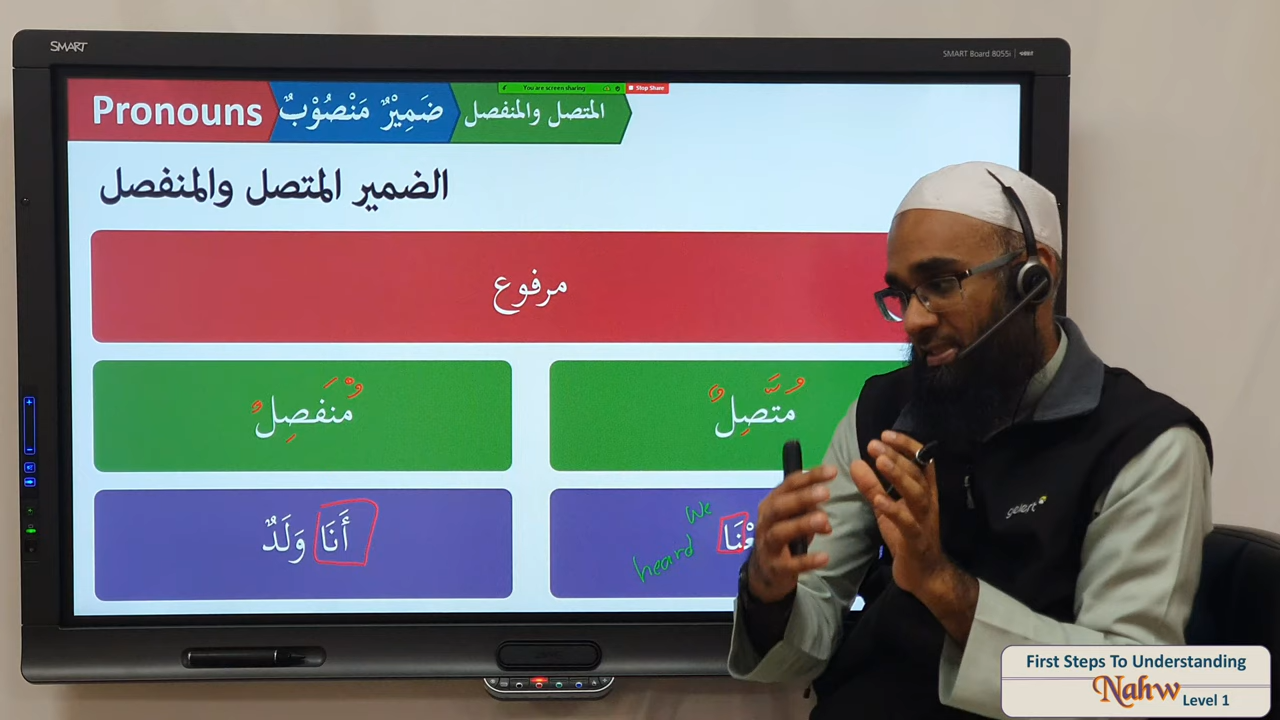 SMART
SMART Board 8055i
You are screen sharing
Stop Share
Pronouns
ضَمِيْرٌ مَنْصُوْبٌ
المتصل والمنفصل
الضمير المتصل والمنفصل
مرفوع
مُتَّصِلٌ
مُنفَصِلٌ
We
heard
أَنَا وَلَدٌ
First Steps To Understanding
Nahw Level 1